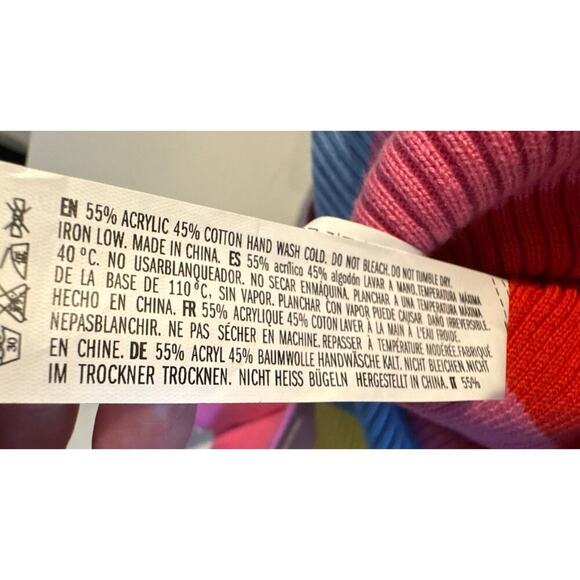 EN 55% ACRYLIC 45% COTTON HAND WASH COLD. DO NOT BLEACH. DO NOT TUMBLE DRY.
IRON LOW. MADE IN CHINA. ES 55% acrílico 45% algodón LAVAR A MANO. TEMPERATURA MÁXIMA
40 °C. NO USARBLANQUEADOR. NO SECAR ENMÁQUINA. PLANCHAR A UNA TEMPERATURA MÁXIMA
DE LA BASE DE 110°C, SIN VAPOR. PLANCHAR CON VAPOR PUEDE CAUSAR DAÑO IRREVERSIBLE.
HECHO EN CHINA. FR 55% ACRYLIQUE 45% COTON LAVER À LA MAIN À L'EAU FROIDE.
NEPASBLANCHIR. NE PAS SÉCHER EN MACHINE. REPASSER À TEMPÉRATURE MODÉRÉE. FABRIQUÉ
EN CHINE. DE 55% ACRYL 45% BAUMWOLLE HANDWÄSCHE KALT. NICHT BLEICHEN. NICHT
IM TROCKNER TROCKNEN. NICHT HEISS BÜGELN HERGESTELLT IN CHINA. IT 55%
30